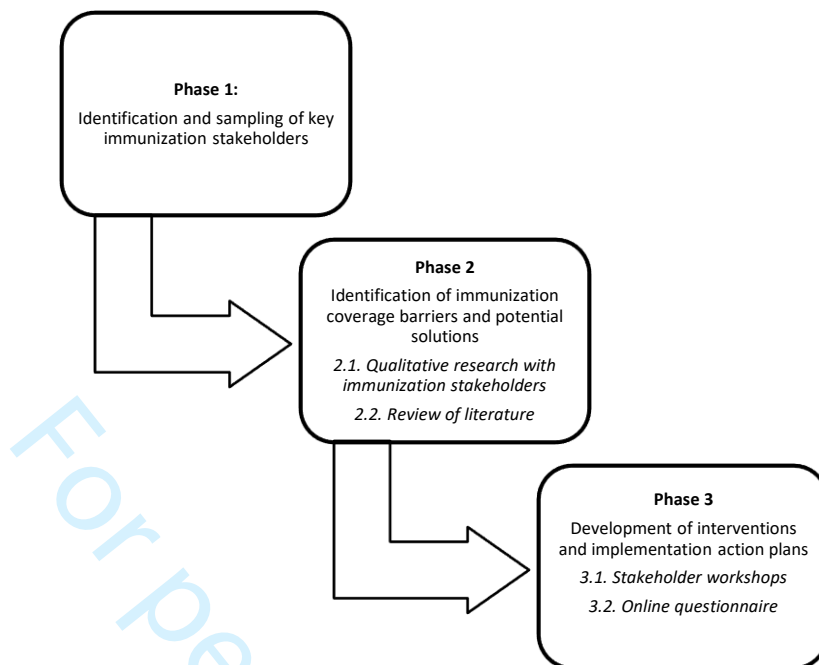 Phase 1:
Identification and sampling of key
immunization stakeholders
Phase 2
Identification of immunization
coverage barriers and potential
solutions
2.1. Qualitative research with
immunization stakeholders
2.2. Review of literature
Phase 3
Development of interventions
and implementation action plans
3.1. Stakeholder workshops
3.2. Online questionnaire
For pe